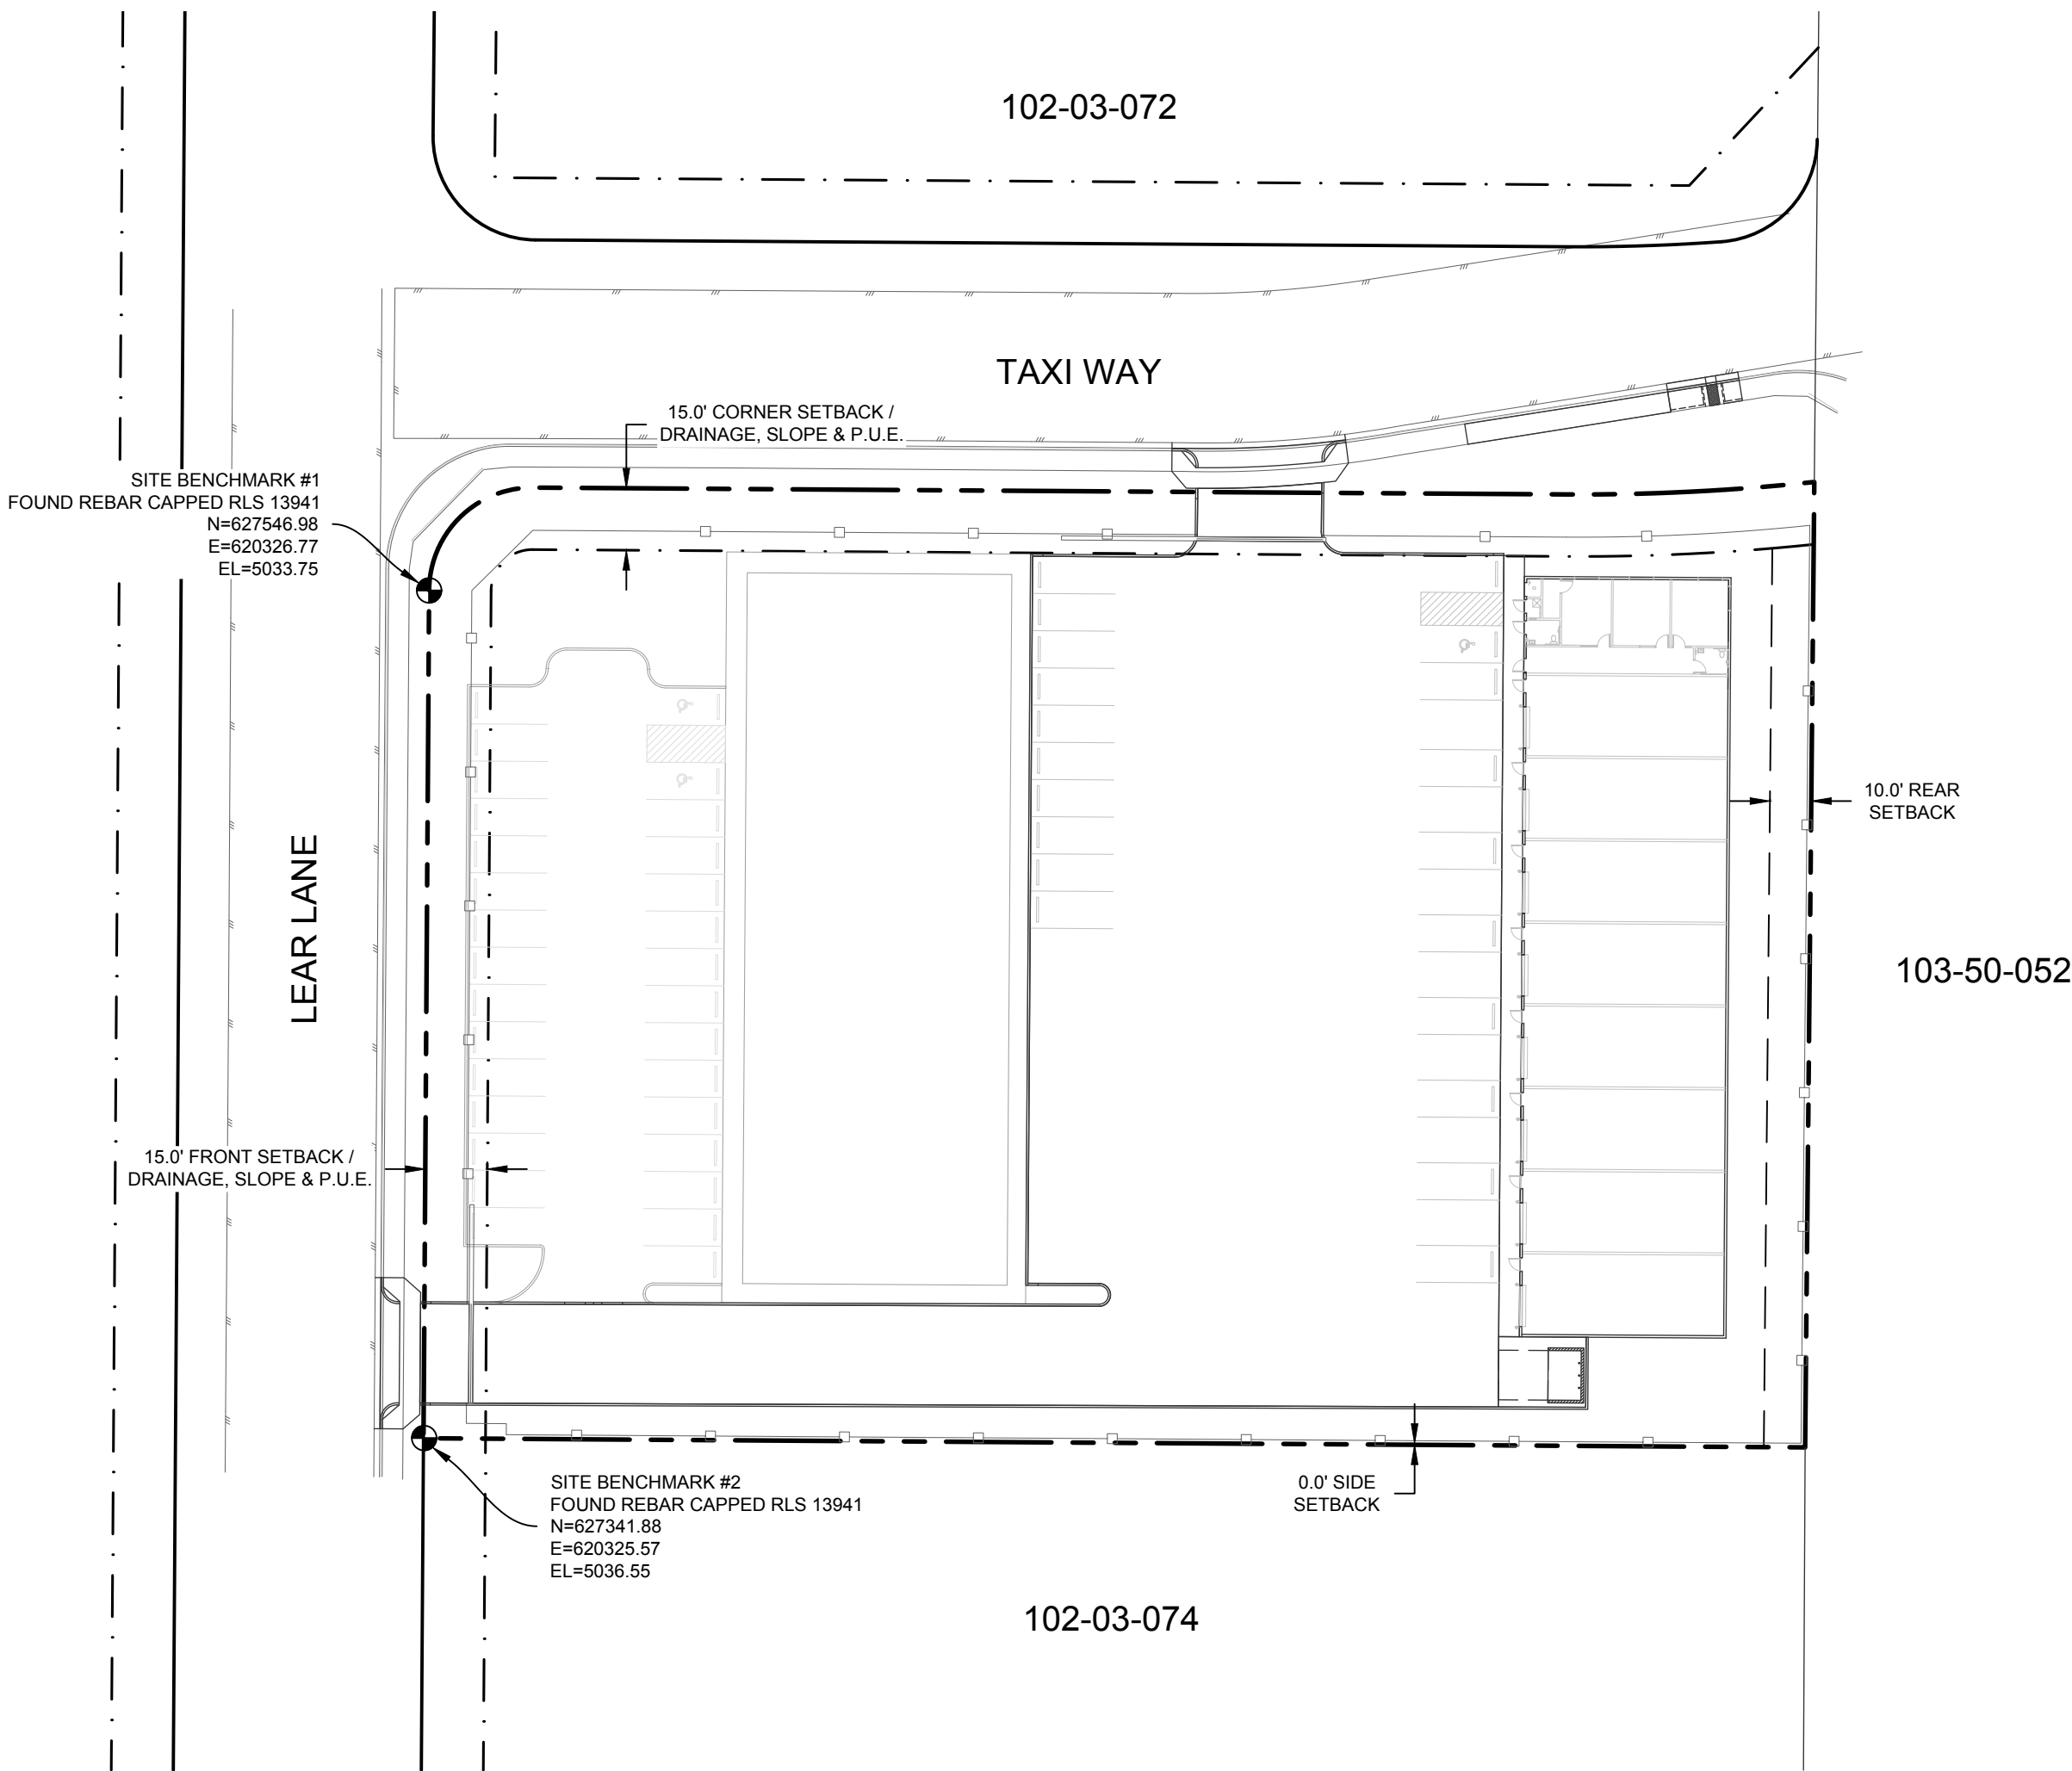 102-03-072
TAXI WAY
15.0' CORNER SETBACK /
DRAINAGE, SLOPE & P.U.E.
SITE BENCHMARK #1
FOUND REBAR CAPPED RLS 13941
N=627546.98
E=620326.77
EL=5033.75
10.0' REAR
SETBACK
LEAR LANE
103-50-052
15.0' FRONT SETBACK /
DRAINAGE, SLOPE & P.U.E.
SITE BENCHMARK #2
FOUND REBAR CAPPED RLS 13941
N=627341.88
E=620325.57
EL=5036.55
0.0' SIDE
SETBACK
102-03-074